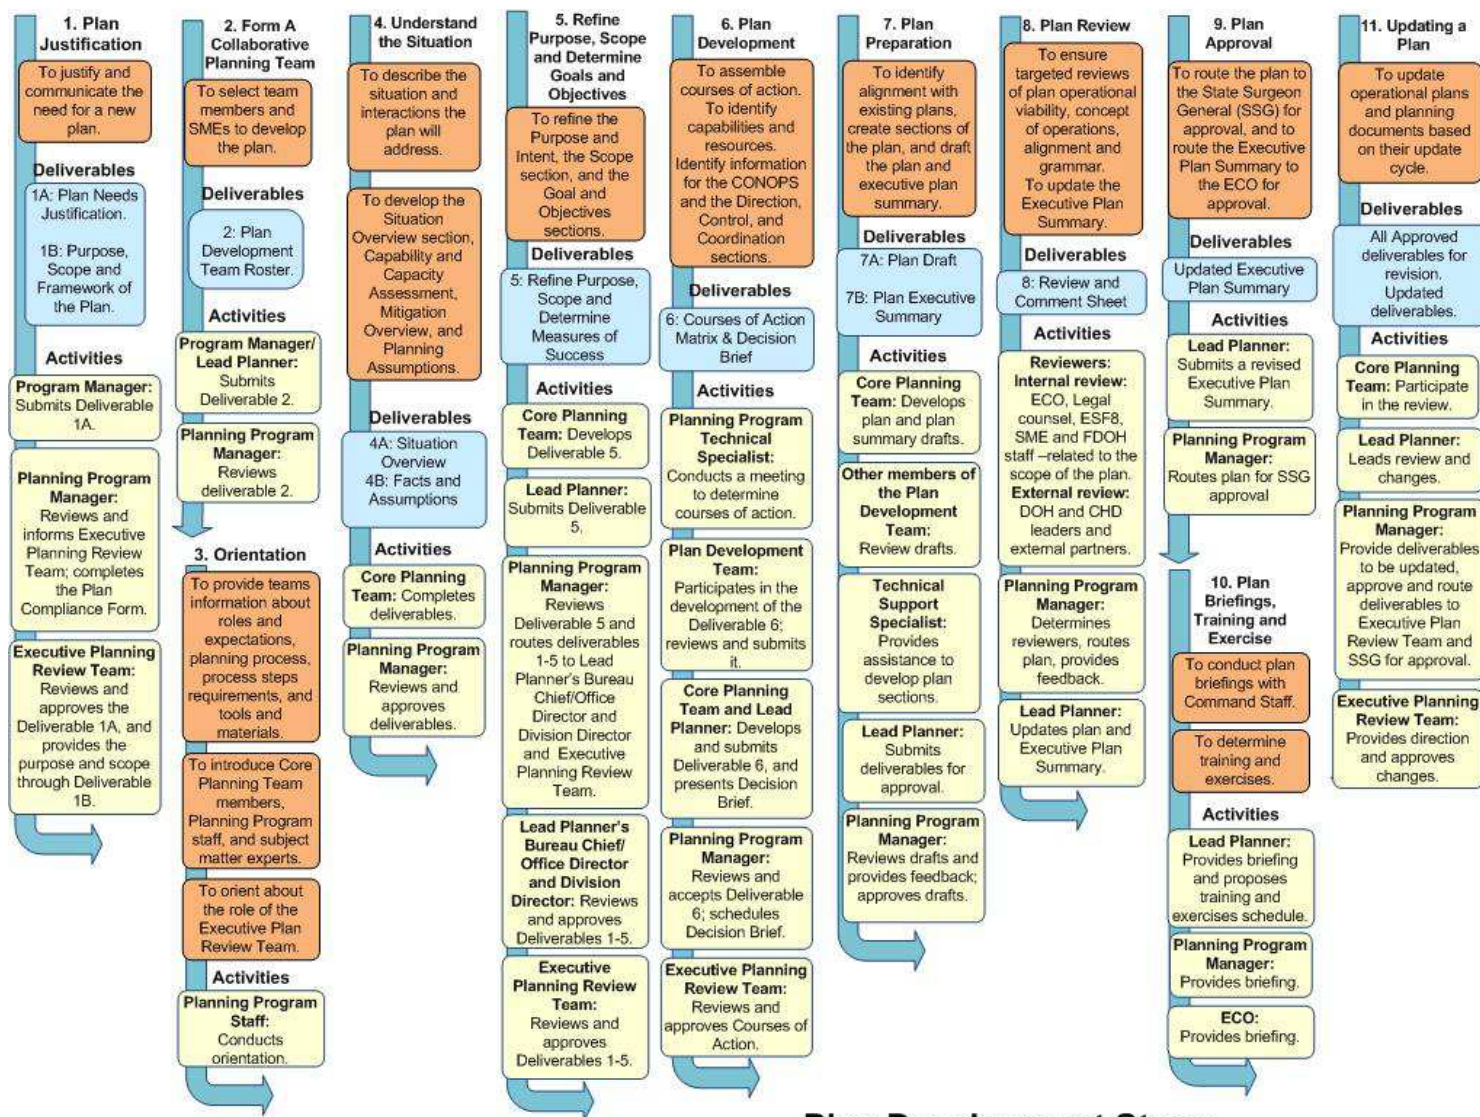 1. Plan
Justification
To justify and
communicate the
need for a new
plan.
Deliverables
1A: Plan Needs
Justification.
1B: Purpose,
Scope and
Framework of
the Plan.
Activities
Program Manager:
Submits Deliverable
1A.
Planning Program
Manager:
Reviews and
informs Executive
Planning Review
Team; completes
the Plan
Compliance Form.
Executive Planning
Review Team:
Reviews and
approves the
Deliverable 1A, and
provides the
purpose and scope
through Deliverable
1B.
2. Form A
Collaborative
Planning Team
To select team
members and
SMEs to develop
the plan.
Deliverables
2: Plan
Development
Team Roster.
Activities
Program Manager/
Lead Planner:
Submits
Deliverable 2.
Planning Program
Manager:
Reviews
deliverable 2.
3. Orientation
To provide teams
information about
roles and
expectations,
planning process,
process steps
requirements, and
tools and
materials.
To introduce Core
Planning Team
members,
Planning Program
staff, and subject
matter experts.
To orient about
the role of the
Executive Plan
Review Team.
Activities
Planning Program
Staff:
Conducts
orientation.
4. Understand
the Situation
To describe the
situation and
interactions the
plan will
address.
To develop the
Situation
Overview section,
Capability and
Capacity
Assessment,
Mitigation
Overview, and
Planning
Assumptions.
Deliverables
4A: Situation
Overview
4B: Facts and
Assumptions
Activities
Core Planning
Team: Completes
deliverables.
Planning Program
Manager:
Reviews and
approves
deliverables.
5. Refine
Purpose, Scope
and Determine
Goals and
Objectives
To refine the
Purpose and
Intent, the Scope
section, and the
Goal and
Objectives
sections.
Deliverables
5: Refine Purpose,
Scope and
Determine
Measures of
Success
Activities
Core Planning
Team: Develops
Deliverable 5.
Lead Planner:
Submits Deliverable
5.
Planning Program
Manager:
Reviews
Deliverable 5 and
routes deliverables
1-5 to Lead
Planner's Bureau
Chief/Office
Director and
Division Director
and Executive
Planning Review
Team.
Lead Planner's
Bureau Chief/
Office Director
and Division
Director: Reviews
and approves
Deliverables 1-5.
Executive
Planning Review
Team:
Reviews and
approves
Deliverables 1-5.
6. Plan
Development
To assemble
courses of action.
To identify
capabilities and
resources.
Identify information
for the CONOPS
and the Direction,
Control, and
Coordination
sections.
Deliverables
6: Courses of Action
Matrix & Decision
Brief
Activities
Planning Program
Technical
Specialist:
Conducts a meeting
to determine
courses of action.
Plan Development
Team:
Participates in the
development of the
Deliverable 6;
reviews and submits
it.
Core Planning
Team and Lead
Planner: Develops
and submits
Deliverable 6, and
presents Decision
Brief.
Planning Program
Manager:
Reviews and
accepts Deliverable
6; schedules
Decision Brief.
Executive Planning
Review Team:
Reviews and
approves Courses of
Action.
7. Plan
Preparation
To identify
alignment with
existing plans,
create sections of
the plan, and draft
the plan and
executive plan
summary.
Deliverables
7A: Plan Draft
7B: Plan Executive
Summary
Activities
Core Planning
Team: Develops
plan and plan
summary drafts.
Other members of
the Plan
Development
Team:
Review drafts.
Technical
Support
Specialist:
Provides
assistance to
develop plan
sections.
Lead Planner:
Submits
deliverables for
approval.
Planning Program
Manager:
Reviews drafts and
provides feedback;
approves drafts.
8. Plan Review
To ensure
targeted reviews
of plan operational
viability, concept
of operations,
alignment and
grammar.
To update the
Executive Plan
Summary.
Deliverables
8: Review and
Comment Sheet
Activities
Reviewers:
Internal review:
ECO, Legal
counsel, ESF8,
SME and FDOH
staff –related to the
scope of the plan.
External review:
DOH and CHD
leaders and
external partners.
Planning Program
Manager:
Determines
reviewers, routes
plan, provides
feedback.
Lead Planner:
Updates plan and
Executive Plan
Summary.
9. Plan
Approval
To route the plan to
the State Surgeon
General (SSG) for
approval, and to
route the Executive
Plan Summary to
the ECO for
approval.
Deliverables
Updated Executive
Plan Summary
Activities
Lead Planner:
Submits a revised
Executive Plan
Summary.
Planning Program
Manager:
Routes plan for SSG
approval
10. Plan
Briefings,
Training and
Exercise
To conduct plan
briefings with
Command Staff.
To determine
training and
exercises.
Activities
Lead Planner:
Provides briefing
and proposes
training and
exercises schedule.
Planning Program
Manager:
Provides briefing.
ECO:
Provides briefing.
11. Updating a
Plan
To update
operational plans
and planning
documents based
on their update
cycle.
Deliverables
All Approved
deliverables for
revision.
Updated
deliverables.
Activities
Core Planning
Team: Participate
in the review.
Lead Planner:
Leads review and
changes.
Planning Program
Manager:
Provide deliverables
to be updated,
approve and route
deliverables to
Executive Plan
Review Team and
SSG for approval.
Executive Planning
Review Team:
Provides direction
and approves
changes.